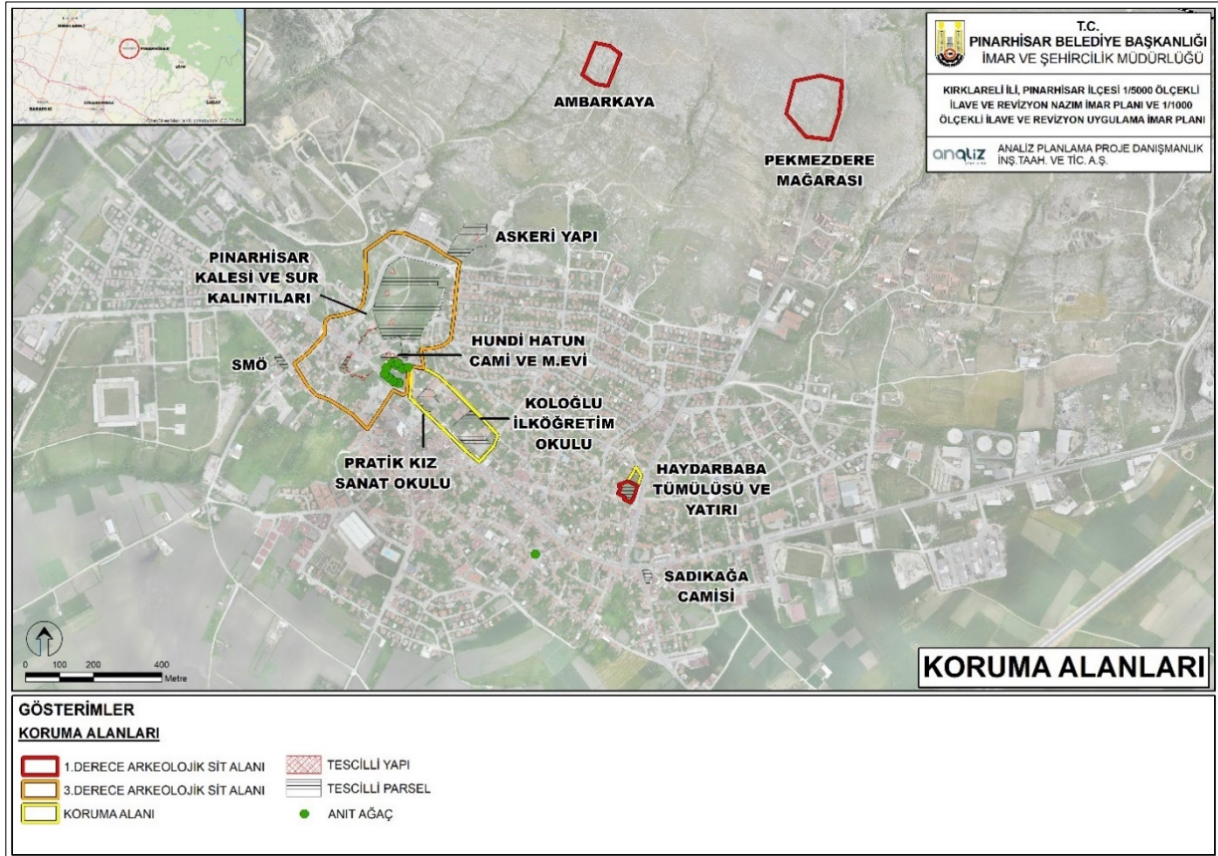 T.C.
PINARHİSAR BELEDİYE BAŞKANLIĞI
İMAR VE ŞEHİRCİLİK MÜDÜRLÜĞÜ
KIRKLARELİ İLİ, PINARHİSAR İLÇESİ 1/5000 ÖLÇEKLİ
İLAVE VE REVİZYON NAZIM İMAR PLANI VE 1/1000
ÖLÇEKLİ İLAVE VE REVİZYON UYGULAMA İMAR PLANI
analiz
ANALİZ PLANLAMA PROJE DANIŞMANLIK
İNŞ.TAAH. VE TİC. A.Ş.
PINARHİSAR
AMBARKAYA
PEKMEZDERE
MAĞARASI
ASKERİ YAPI
PINARHİSAR
KALESİ VE SUR
KALINTILARI
HUNDİ HATUN
CAMİ VE M.EVİ
SMÖ
KOLOĞLU
İLKÖĞRETİM
OKULU
PRATİK KIZ
SANAT OKULU
HAYDARBABA
TÜMÜLÜSÜ VE
YATIRI
SADIKAĞA
CAMİSİ
0 100 200 400
Metre
KORUMA ALANLARI
GÖSTERİMLER
KORUMA ALANLARI
1.DERECE ARKEOLOJİK SİT ALANI
3.DERECE ARKEOLOJİK SİT ALANI
KORUMA ALANI
TESCİLLİ YAPI
TESCİLLİ PARSEL
ANIT AĞAÇ